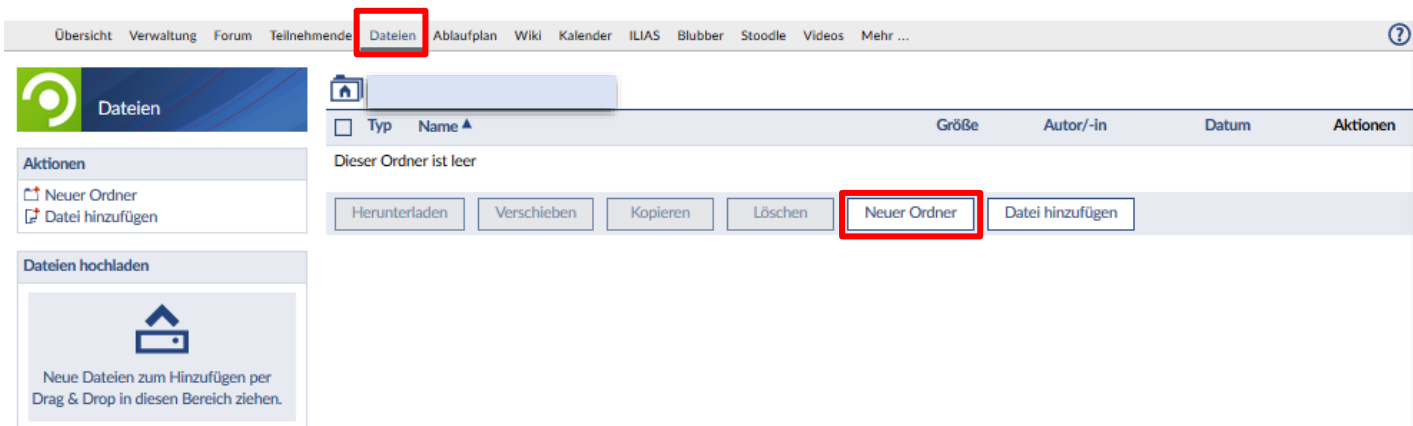 Übersicht Verwaltung Forum Teilnehmende Dateien Ablaufplan Wiki Kalender ILIAS Blubber Stoodle Videos Mehr ... ?
Dateien
Typ Name Größe Autor/-in Datum Aktionen
Dieser Ordner ist leer
Herunterladen Verschieben Kopieren Löschen Neuer Ordner Datei hinzufügen
Aktionen
Neuer Ordner
Datei hinzufügen
Dateien hochladen
Neue Dateien zum Hinzufügen per
Drag & Drop in diesen Bereich ziehen.